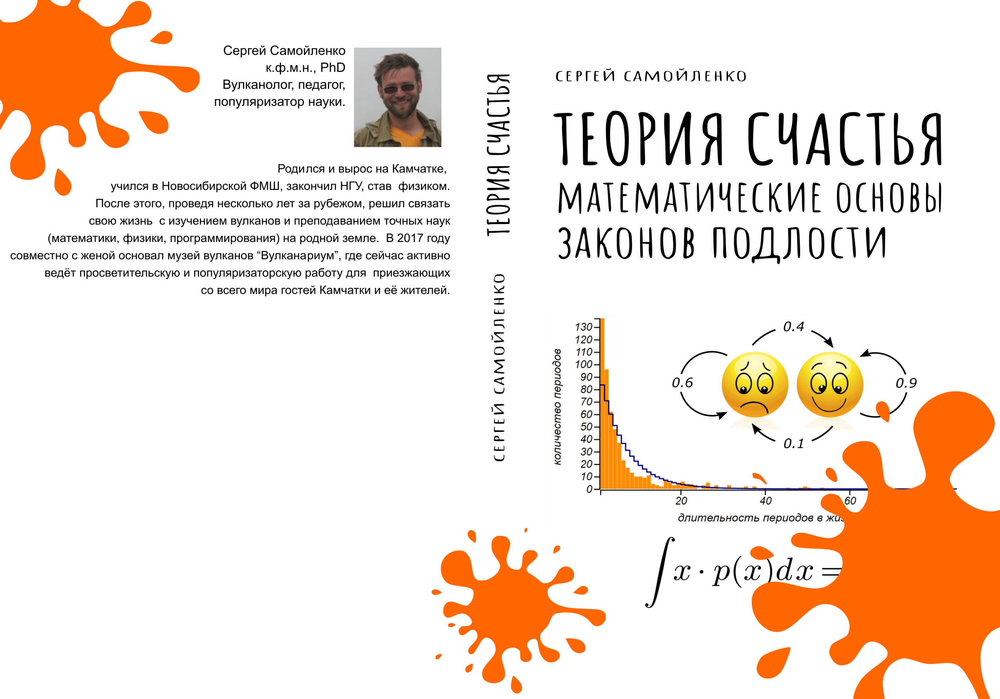 Сергей Самойленко
к.ф.м.н., PhD
Вулканолог, педагог,
популяризатор науки.
Родился и вырос на Камчатке,
учился в Новосибирской ФМШ, закончил НГУ, став физиком.
После этого, проведя несколько лет за рубежом, решил связать
свою жизнь с изучением вулканов и преподаванием точных наук
(математики, физики, программирования) на родной земле. В 2017 году
совместно с женой основал музей вулканов “Вулканариум”, где сейчас активно
ведёт просветительскую и популяризаторскую работу для приезжающих
со всего мира гостей Камчатки и её жителей.
ТЕОРИЯ СЧАСТЬЯ
СЕРГЕЙ САМОЙЛЕНКО
СЕРГЕЙ САМОЙЛЕНКО
ТЕОРИЯ СЧАСТЬЯ
МАТЕМАТИЧЕСКИЕ ОСНОВЫ
ЗАКОНОВ ПОДЛОСТИ
количество периодов
130
120
110
100
90
80
70
60
50
40
30
20
10
0
20 40 60
длительность периодов в
0.4
0.6
0.9
0.1
∫x · p(x)dx =